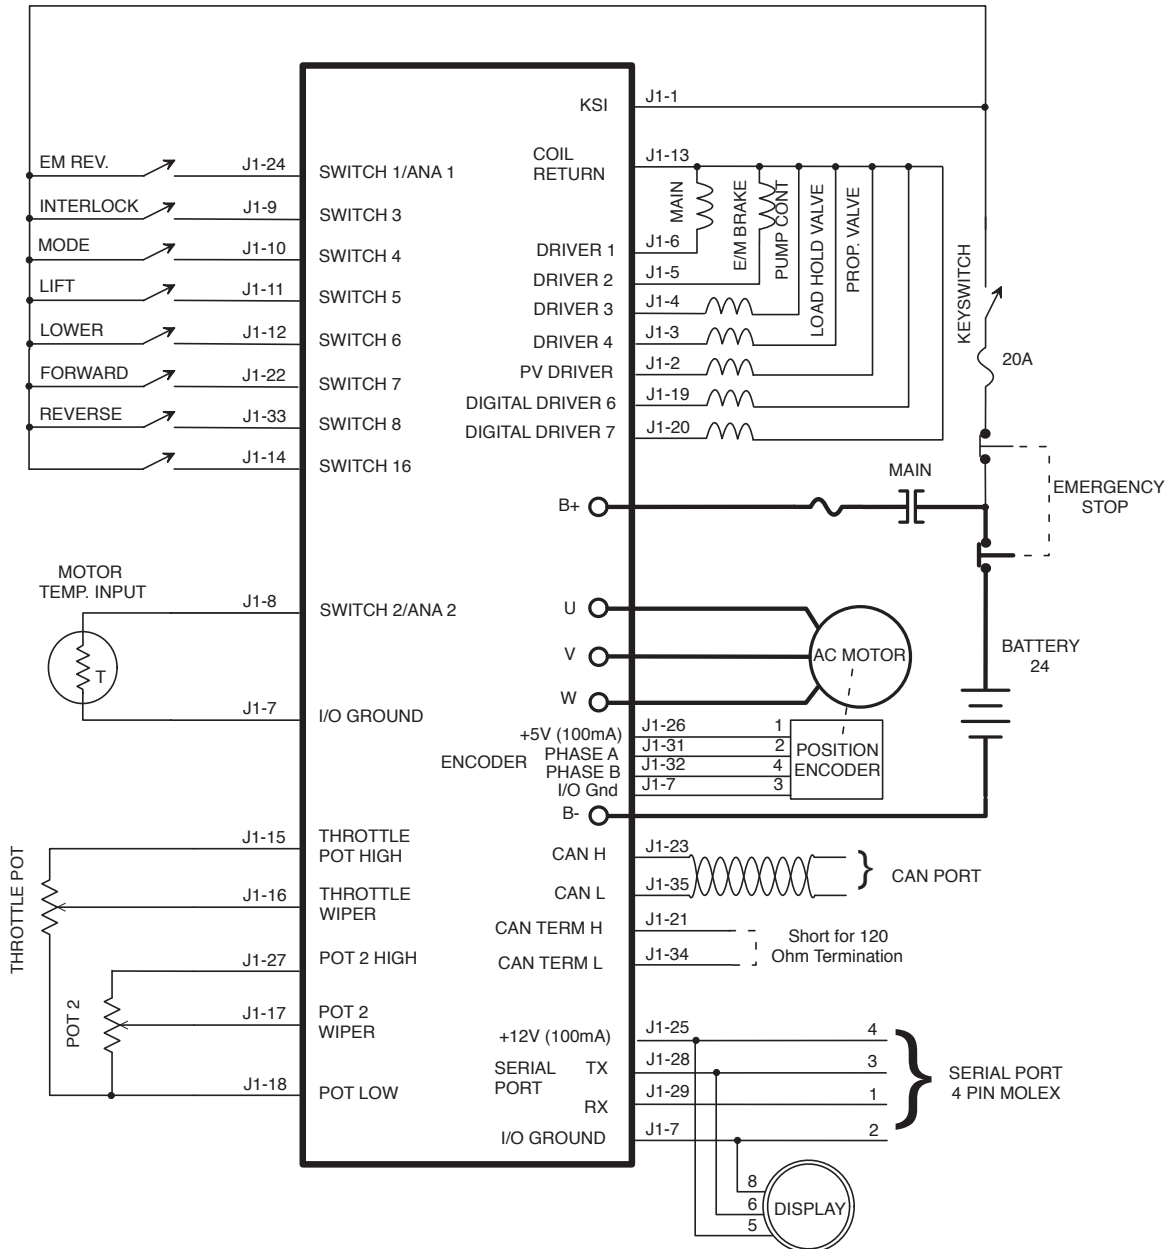 KSI
J1-1
COIL
RETURN
J1-13
EM REV.
J1-24
SWITCH 1/ANA 1
INTERLOCK
J1-9
SWITCH 3
MODE
J1-10
SWITCH 4
LIFT
J1-11
SWITCH 5
LOWER
J1-12
SWITCH 6
FORWARD
J1-22
SWITCH 7
REVERSE
J1-33
SWITCH 8
J1-14
SWITCH 16
MAIN
E/M BRAKE
PUMP CONT
LOAD HOLD VALVE
PROP. VALVE
DRIVER 1
J1-6
DRIVER 2
J1-5
DRIVER 3
J1-4
DRIVER 4
J1-3
PV DRIVER
J1-2
DIGITAL DRIVER 6
J1-19
DIGITAL DRIVER 7
J1-20
KEYSWITCH
20A
MAIN
EMERGENCY
STOP
B+
MOTOR
TEMP. INPUT
J1-8
SWITCH 2/ANA 2
T
J1-7
I/O GROUND
U
V
W
AC MOTOR
BATTERY
24
ENCODER
+5V (100mA)
J1-26
1
PHASE A
J1-31
2
PHASE B
J1-32
4
I/O Gnd
J1-7
3
POSITION
ENCODER
B-
THROTTLE POT
J1-15
THROTTLE
POT HIGH
J1-16
THROTTLE
WIPER
J1-27
POT 2 HIGH
POT 2
J1-17
POT 2
WIPER
J1-18
POT LOW
CAN H
J1-23
CAN L
J1-35
} CAN PORT
CAN TERM H
J1-21
CAN TERM L
J1-34
Short for 120
Ohm Termination
+12V (100mA)
J1-25
4
SERIAL
PORT
TX
J1-28
3
RX
J1-29
1
I/O GROUND
J1-7
2
} SERIAL PORT
4 PIN MOLEX
8
6
5
DISPLAY